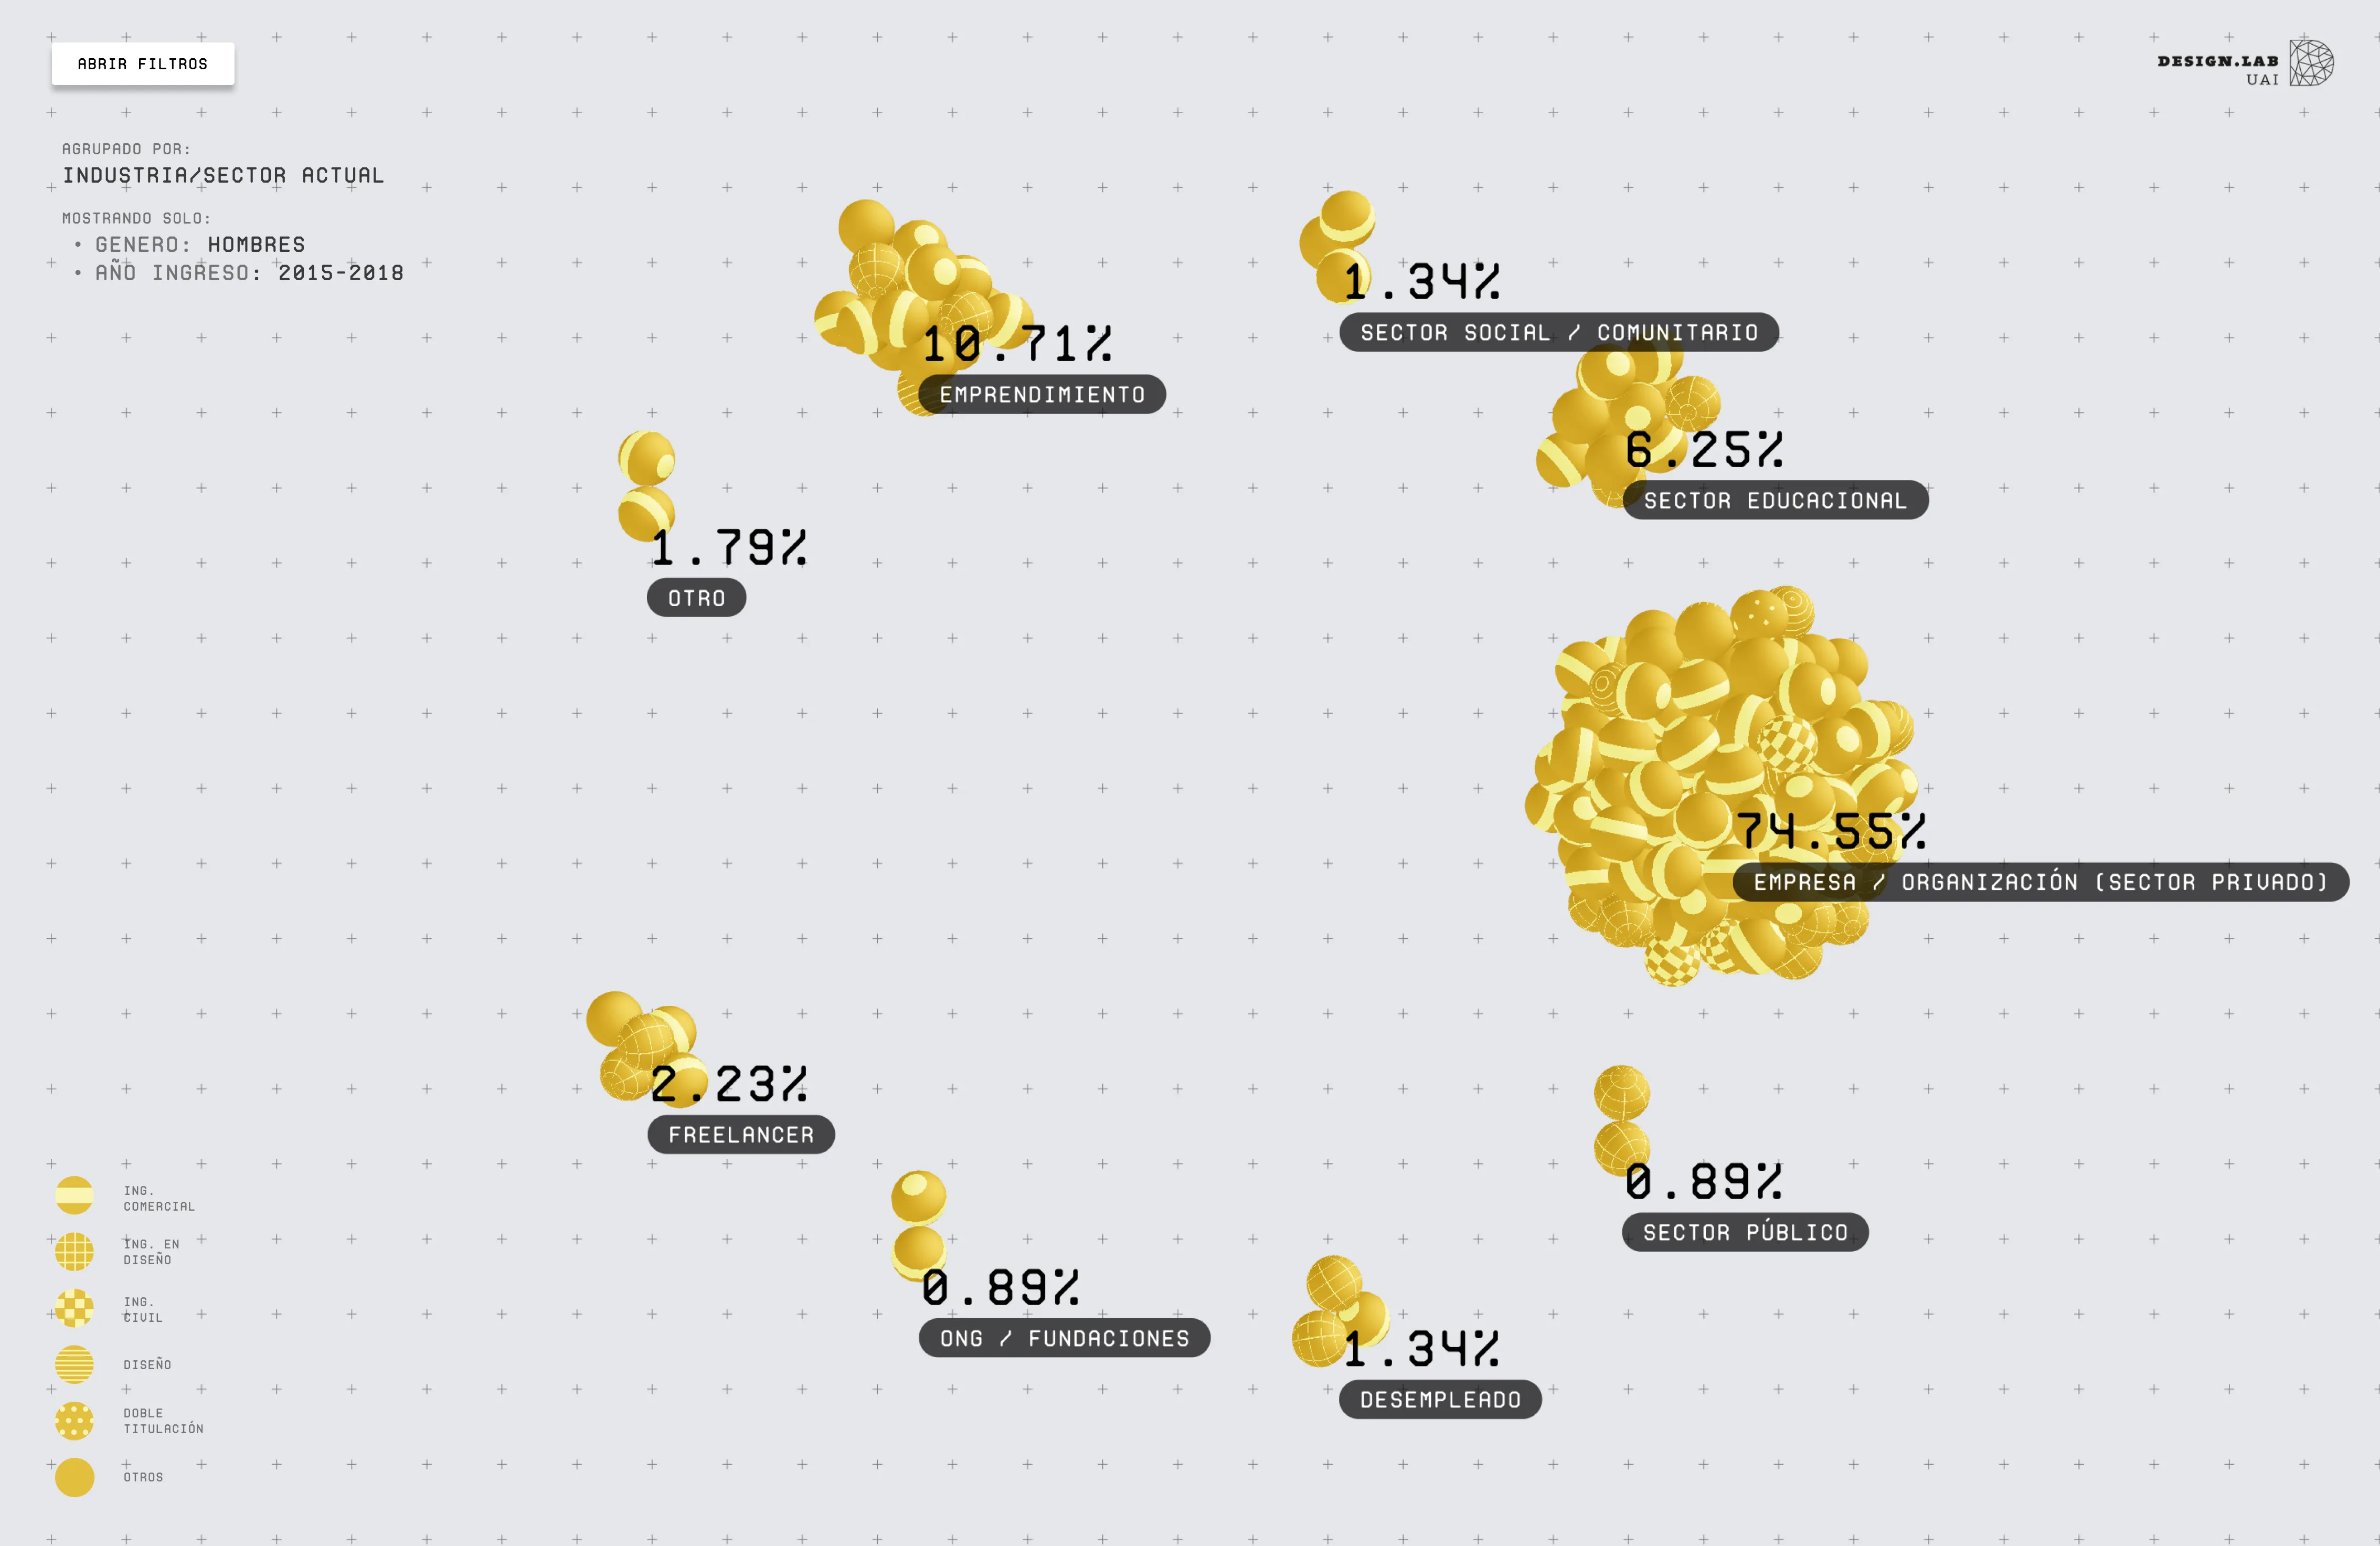 ABRIR FILTROS
DESIGN.LAB
UAI
AGRUPADO POR:
INDUSTRIA/SECTOR ACTUAL
MOSTRANDO SOLO:
• GENERO: HOMBRES
• AÑO INGRESO: 2015-2018
1.34%
SECTOR SOCIAL / COMUNITARIO
10.71%
EMPRENDIMIENTO
6.25%
SECTOR EDUCACIONAL
1.79%
OTRO
74.55%
EMPRESA / ORGANIZACIÓN (SECTOR PRIVADO)
2.23%
FREELANCER
0.89%
SECTOR PÚBLICO
0.89%
ONG / FUNDACIONES
1.34%
DESEMPLEADO
ING.
COMERCIAL
ING. EN
DISEÑO
ING.
CIVIL
DISEÑO
DOBLE
TITULACIÓN
OTROS